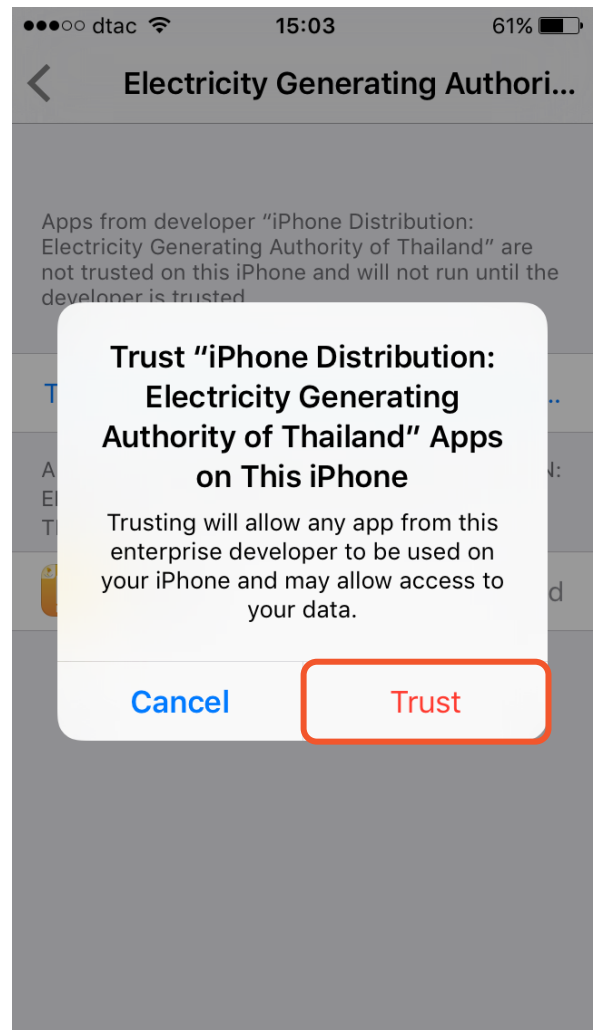 dtac 15:03 61%
Electricity Generating Authori...
Apps from developer “iPhone Distribution:
Electricity Generating Authority of Thailand” are
not trusted on this iPhone and will not run until the
developer is trusted
Trust “iPhone Distribution:
Electricity Generating
Authority of Thailand” Apps
on This iPhone
Trusting will allow any app from this
enterprise developer to be used on
your iPhone and may allow access to
your data.
Cancel Trust